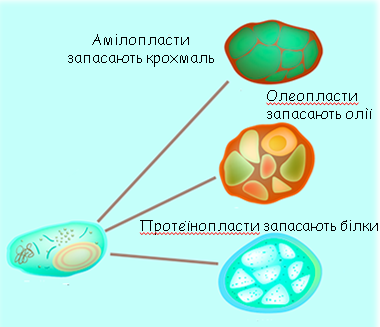 Амілопласти
запасають крохмаль
Олеопласти
запасають олії
Протеїнопласти запасають білки